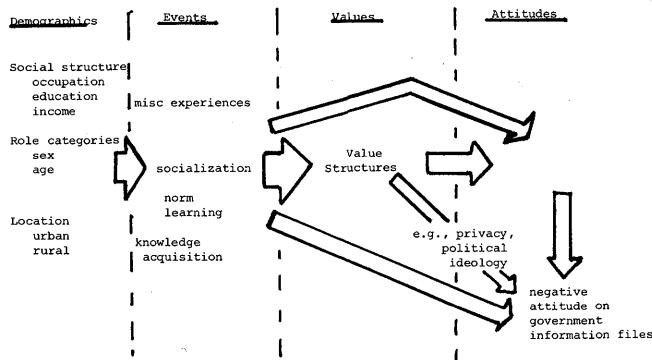 Demographics
Events
Values
Attitudes
Social structure
occupation
education
income
Role categories
sex
age
Location
urban
rural
misc experiences
socialization
norm
learning
knowledge
acquisition
Value
Structures
e.g., privacy,
political
ideology
negative
attitude on
government
information files